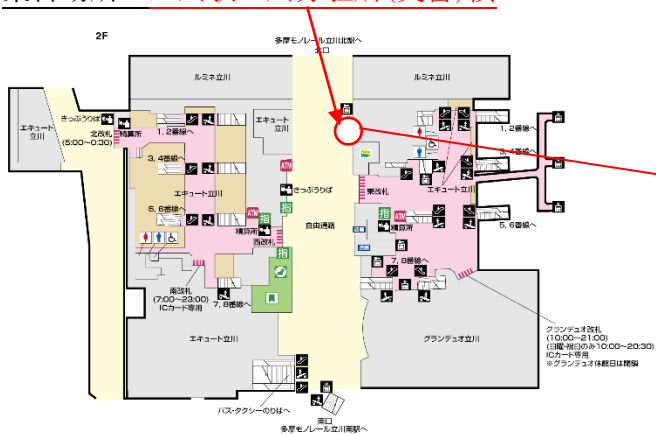 2F
多摩モノレール立川北駅へ
北口
ルミネ立川
ルミネ立川
きっぷうりば
エキュート
立川
北改札
(5:00～0:30)
精算所
1, 2番線へ
エキュート
立川
1, 2番線へ
3, 4番線へ
3, 4番線へ
エキュート立川
ATM
きっぷうりば
東改札
エキュート立川
5, 6番線へ
ATM
指
指
自由通路
指
ATM
精算所
5, 6番線へ
精算所
西改札
指
7, 8番線へ
南改札
(7:00～23:00)
ICカード専用
7, 8番線へ
エキュート立川
グランデュオ立川
グランデュオ改札
(10:00～21:00)
(日曜・祝日のみ10:00～20:30)
ICカード専用
※グランデュオ休館日は閉鎖
バス・タクシーのりばへ
南口
多摩モノレール立川南駅へ